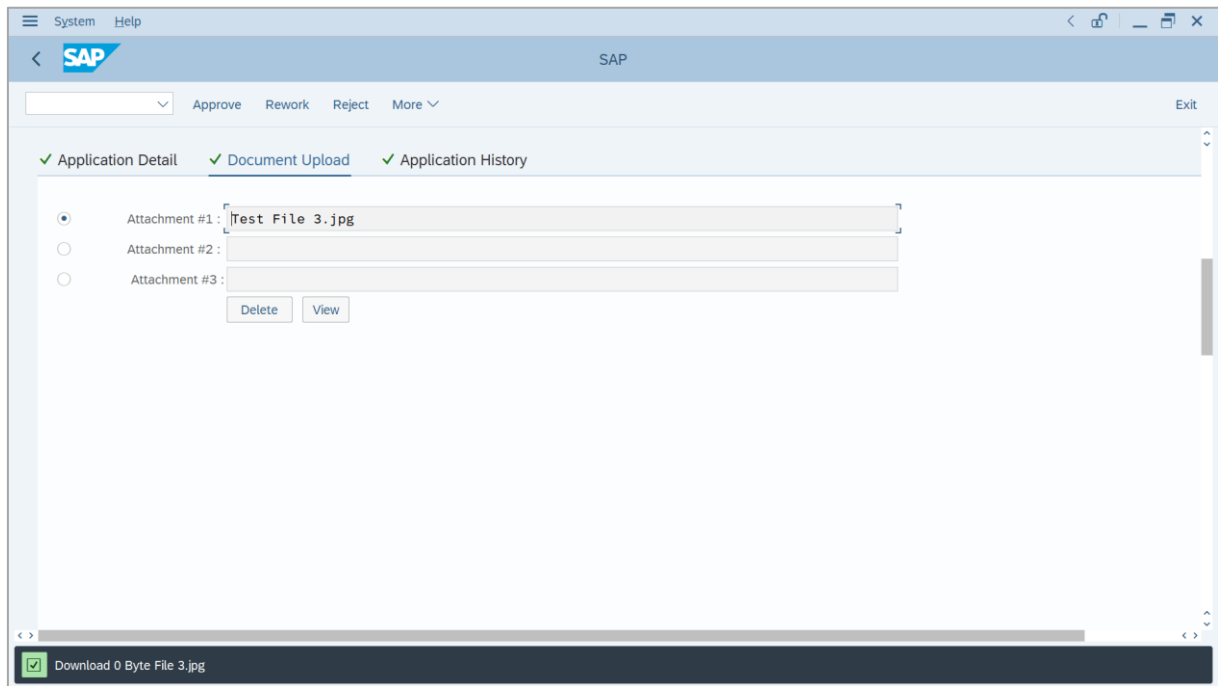 System Help
SAP
SAP
Approve Rework Reject More Exit
Application Detail Document Upload Application History
Attachment #1 : Test File 3.jpg
Attachment #2 :
Attachment #3 :
Delete View
Download 0 Byte File 3.jpg